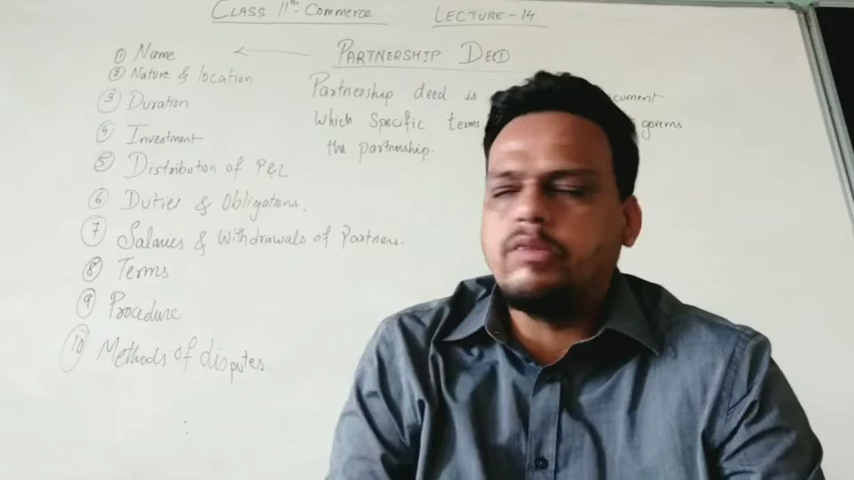 CLASS 11th Commerce LECTURE-14
PARTNERSHIP DEED
Partnership deed is cument
Which Specific terms governs
the partnership.
① Name
② Nature & location
③ Duration
④ Investment
⑤ Distribution of P&L
⑥ Duties & Obligations.
⑦ Salaries & Withdrawals of Partners.
⑧ Terms
⑨ Procedure
⑩ Methods of disputes